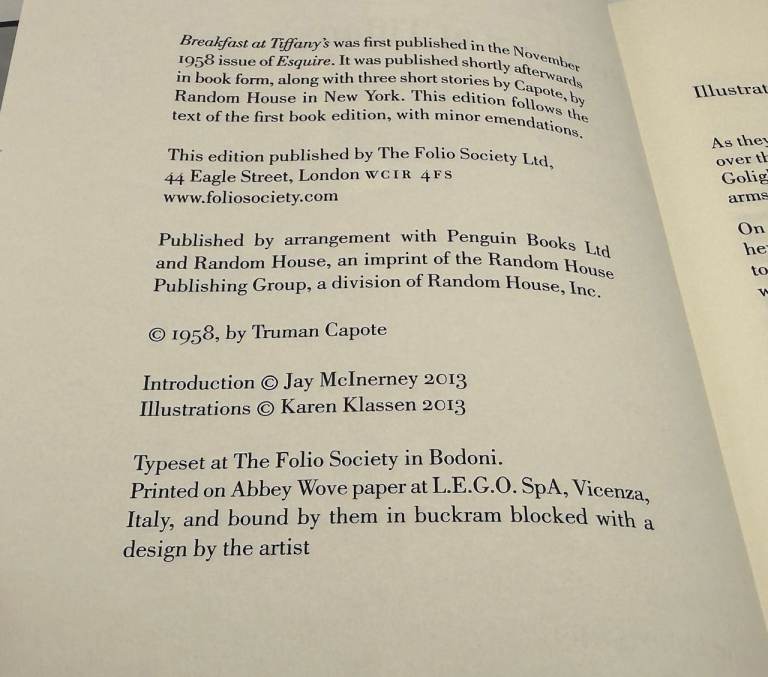 Breakfast at Tiffany's was first published in the November
1958 issue of Esquire. It was published shortly afterwards
in book form, along with three short stories by Capote, by
Random House in New York. This edition follows the
text of the first book edition, with minor emendations.
This edition published by The Folio Society Ltd,
44 Eagle Street, London WC1R 4FS
www.foliosociety.com
Published by arrangement with Penguin Books Ltd
and Random House, an imprint of the Random House
Publishing Group, a division of Random House, Inc.
© 1958, by Truman Capote
Introduction © Jay McInerney 2013
Illustrations © Karen Klassen 2013
Typeset at The Folio Society in Bodoni.
Printed on Abbey Wove paper at L.E.G.O. SpA, Vicenza,
Italy, and bound by them in buckram blocked with a
design by the artist
Illustrat
As they
over th
Golig
arms
On
he
to
w